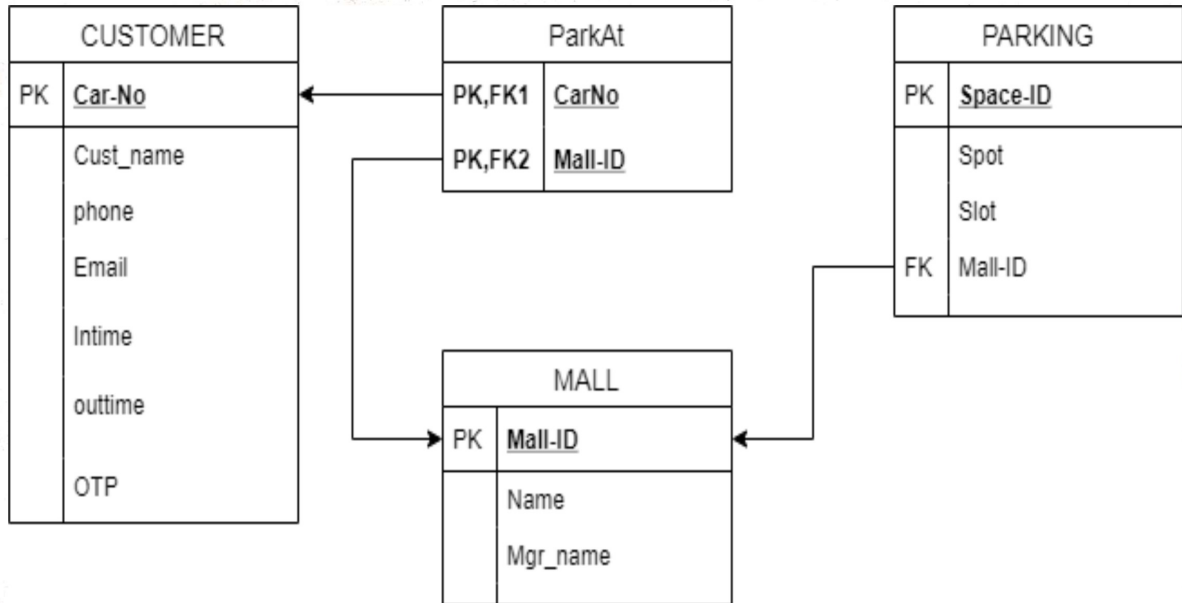 CUSTOMER
PK Car-No
Cust_name
phone
Email
Intime
outtime
OTP
ParkAt
PK,FK1 CarNo
PK,FK2 Mall-ID
PARKING
PK Space-ID
Spot
Slot
FK Mall-ID
MALL
PK Mall-ID
Name
Mgr_name